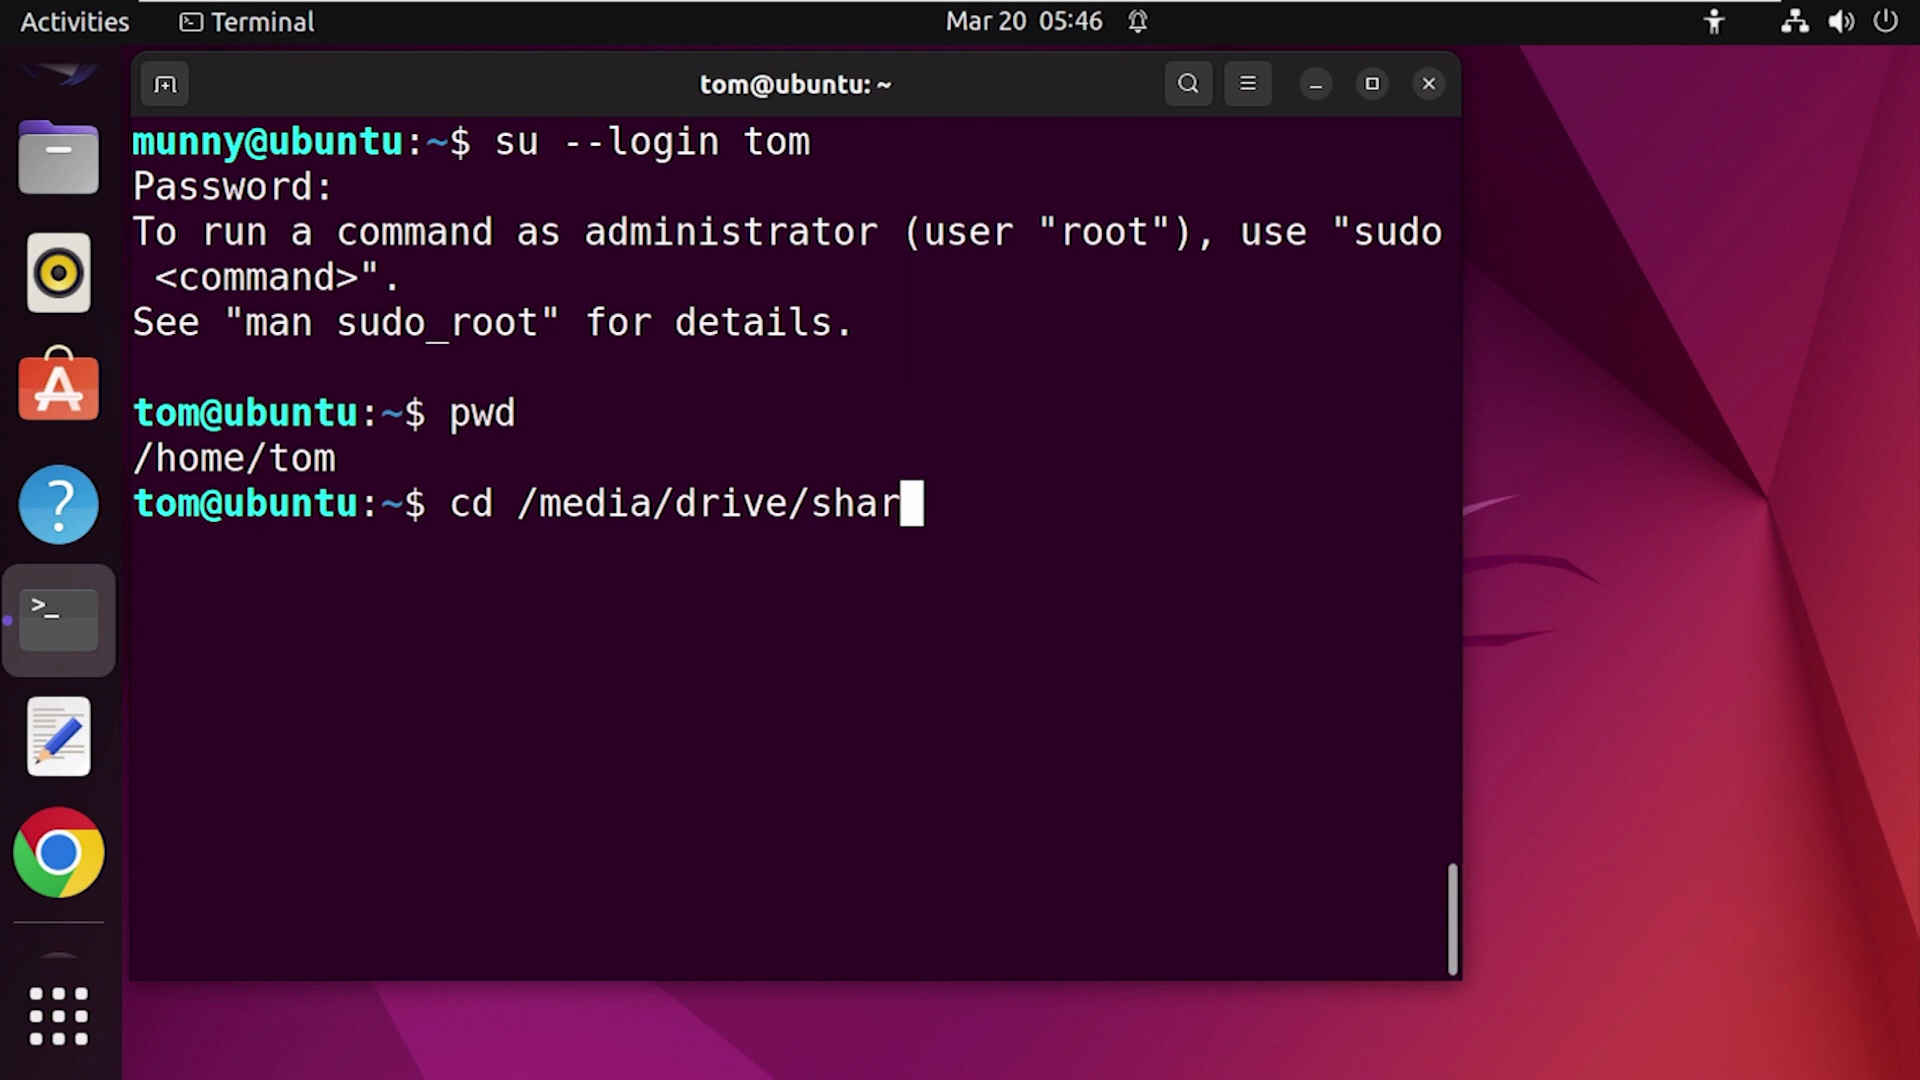 Activities
Terminal
Mar 20 05:46
tom@ubuntu: ~
munny@ubuntu:~$ su --login tom
Password:
To run a command as administrator (user "root"), use "sudo
<command>".
See "man sudo_root" for details.
tom@ubuntu:~$ pwd
/home/tom
tom@ubuntu:~$ cd /media/drive/shar